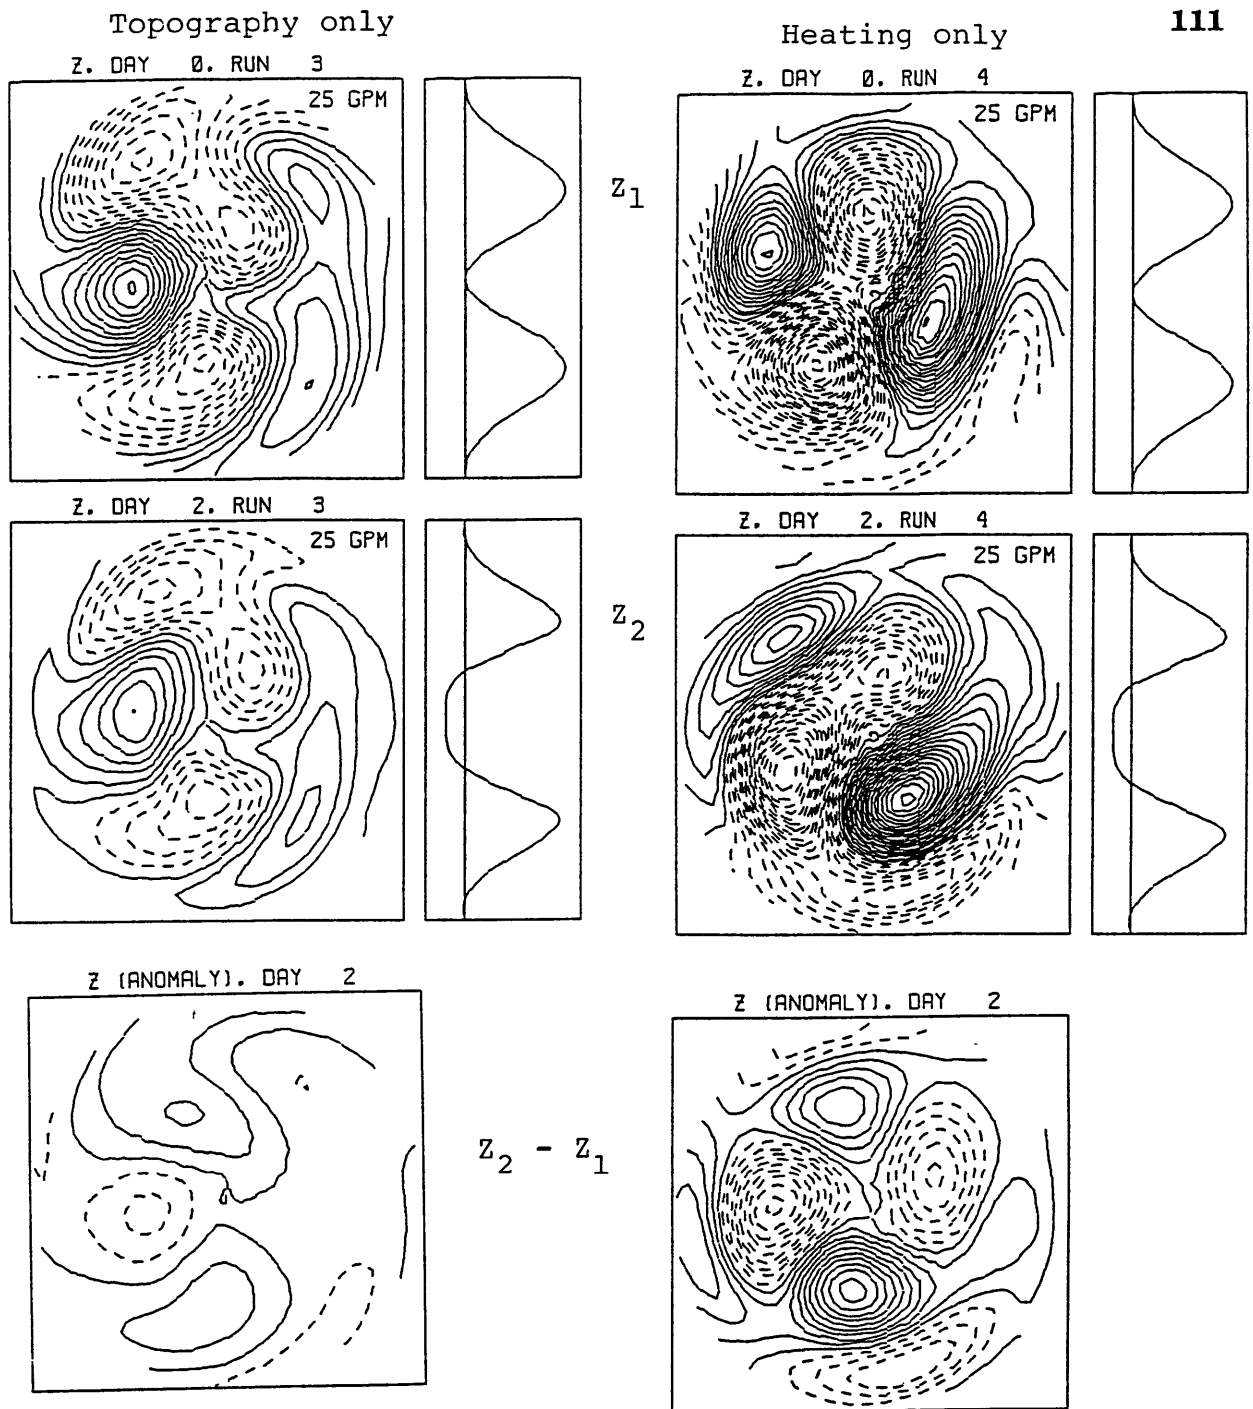 Topography only
Heating only
111
Z. DAY 0. RUN 3
Z. DAY 0. RUN 4
25 GPM
25 GPM
Z1
Z. DAY 2. RUN 3
Z. DAY 2. RUN 4
25 GPM
25 GPM
Z2
Z (ANOMALY). DAY 2
Z (ANOMALY). DAY 2
Z2 - Z1